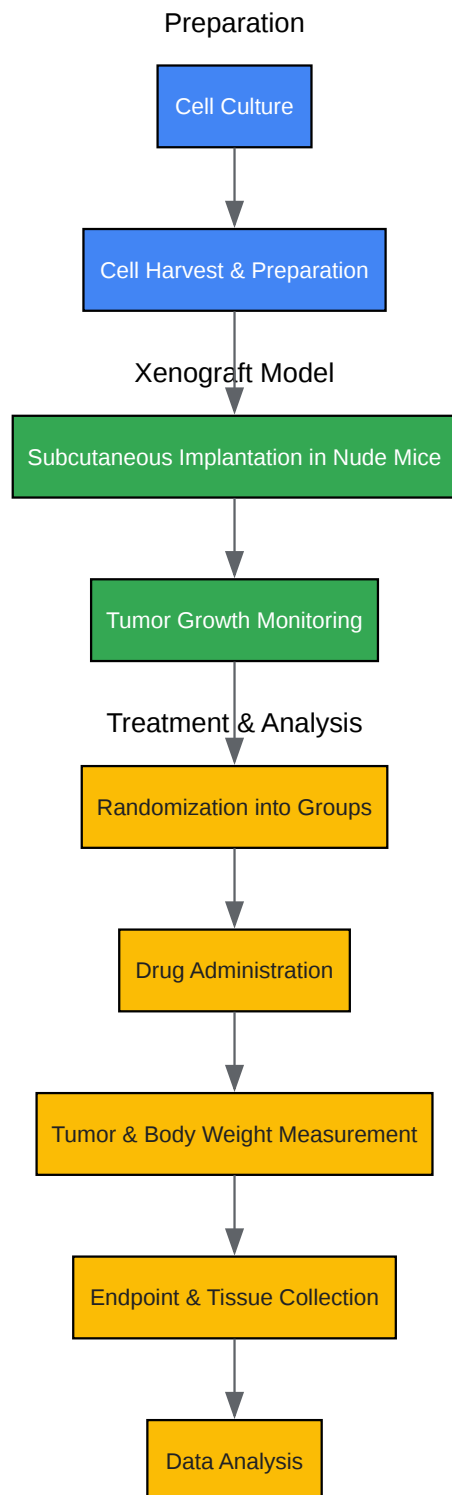 Preparation
Cell Culture
Cell Harvest & Preparation
Xenograft Model
Subcutaneous Implantation in Nude Mice
Tumor Growth Monitoring
Treatment & Analysis
Randomization into Groups
Drug Administration
Tumor & Body Weight Measurement
Endpoint & Tissue Collection
Data Analysis